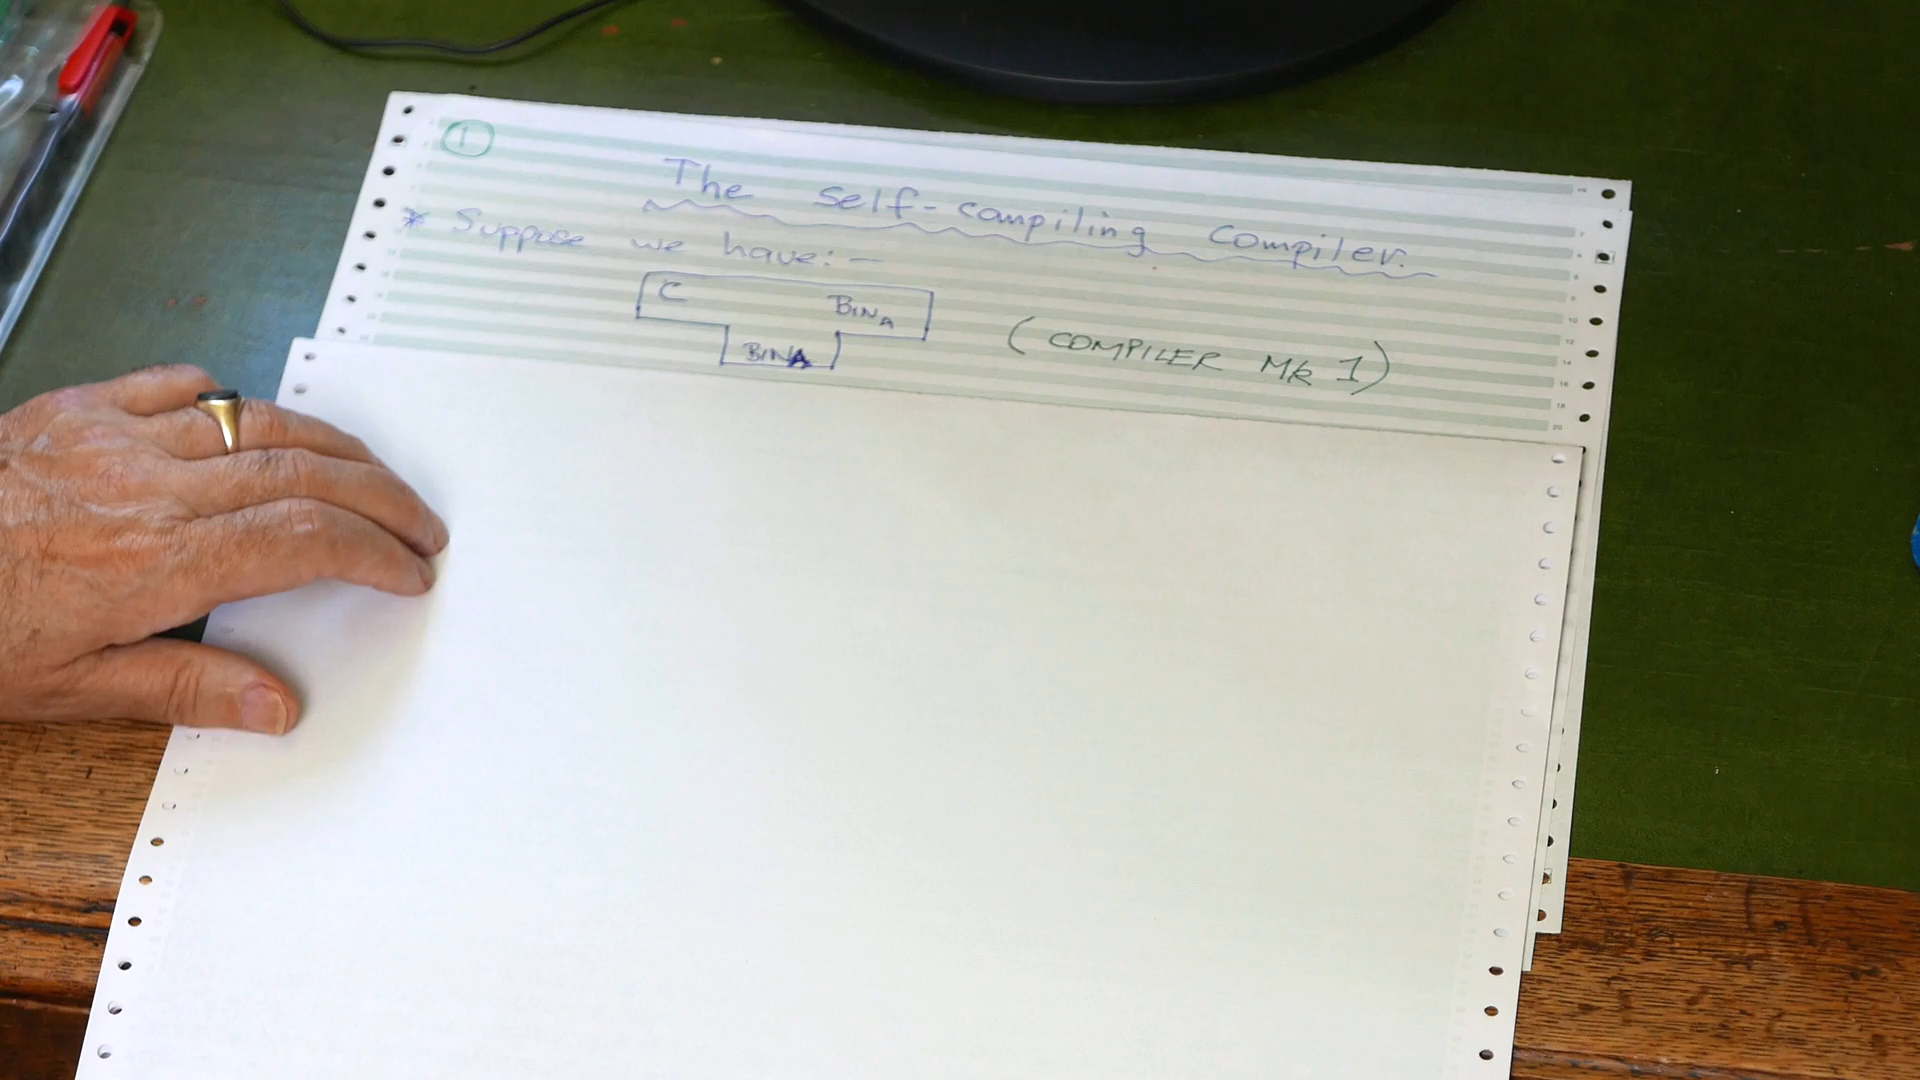 1
The self-compiling Compiler.
* Suppose we have:-
C BINA
BINA
(COMPILER Mk 1)